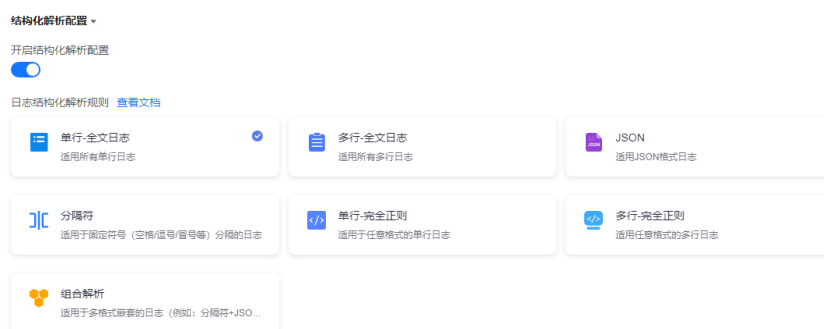 结构化解析配置
开启结构化解析配置
日志结构化解析规则 查看文档
单行-全文日志
适用所有单行日志
多行-全文日志
适用所有多行日志
JSON
适用JSON格式日志
分隔符
适用于固定符号（空格/逗号/冒号等）分隔的日志
单行-完全正则
适用于任意格式的单行日志
多行-完全正则
适用任意格式的多行日志
组合解析
适用于多格式嵌套的日志（例如：分隔符+JSO...